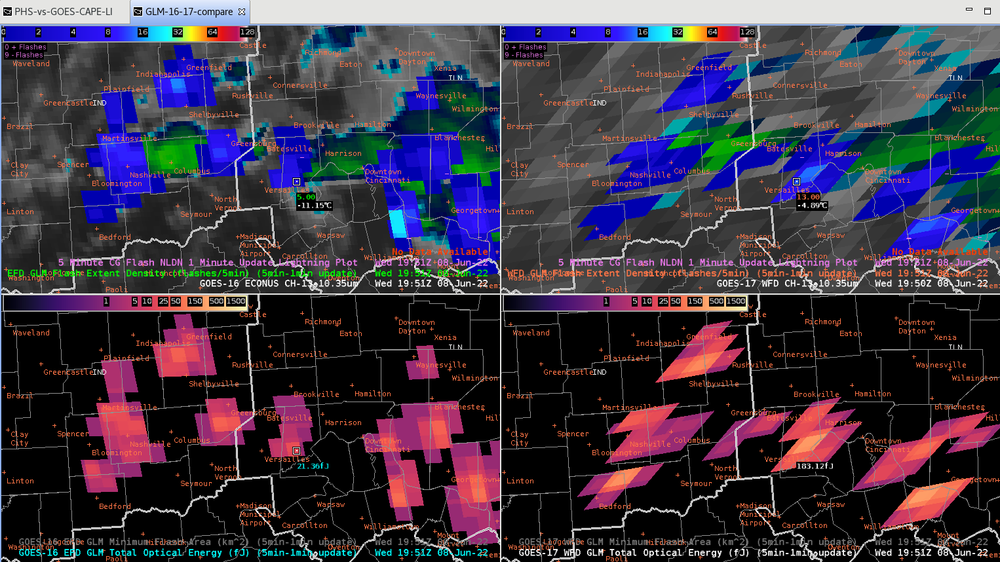 PHS-vs-GOES-CAPE-LI
GLM-16-17-compare
0 2 4 8 16 32 64 128
0 + Flashes
9 - Flashes
Castle
Richmond
Downtown
Dayton
Waveland
Greenfield
Eaton
Xenia
Indianapolis
TLN
Plainfield
Connersville
Rushville
Waynesville
Greencastle
IND
Wilmington
Shelbyville
Brazil
Brookville
Hamilton
Martinsville
Greensburg
Blanchester
Batesville
Harrison
Hil
Clay
City
Spencer
Nashville
Columbus
Downtown
Cincinnati
Bloomington
Versailles
5.00
-11.15℃
North
Vernon
Linton
Seymour
Georgetown
Bedford
Madison
Municipal
Airport
Warsaw
Carrollton
No Data Available
5 Minute CG Flash NLDN 1 Minute Update Lightning Plot Wed 19:51Z 08-Jun-22
EFD GLM Flash Extent Density (flashes/5min) (5min-1min update) Wed 19:51Z 08-Jun-22
Washington
GOES-16 ECONUS CH-13 10.35um Wed 19:51Z 08-Jun-22
Paoli
0 2 4 8 16 32 64 128
0 + Flashes
9 - Flashes
Castle
Richmond
Downtown
Dayton
Waveland
Greenfield
Eaton
Xenia
Indianapolis
TLN
Plainfield
Connersville
Rushville
Waynesville
Greencastle
IND
Wilmington
Shelbyville
Brazil
Brookville
Hamilton
Martinsville
Greensburg
Blanchester
Batesville
Harrison
Hil
Clay
City
Spencer
Nashville
Columbus
Downtown
Cincinnati
Bloomington
Versailles
13.00
-4.89℃
North
Vernon
Linton
Seymour
Georgetown
Bedford
Madison
Municipal
Airport
Warsaw
Carrollton
No Data Available
5 Minute CG Flash NLDN 1 Minute Update Lightning Plot Wed 19:51Z 08-Jun-22
WFD GLM Flash Extent Density (flashes/5min) (5min-1min update) Wed 19:51Z 08-Jun-22
Washington
GOES-17 WFD CH-13 10.35um Wed 19:50Z 08-Jun-22
Paoli
1 5 10 25 50 150 500 1500
Castle
Richmond
Downtown
Dayton
Waveland
Greenfield
Eaton
Xenia
Indianapolis
TLN
Plainfield
Connersville
Rushville
Waynesville
Greencastle
IND
Wilmington
Shelbyville
Brazil
Brookville
Hamilton
Martinsville
Greensburg
Blanchester
Batesville
Harrison
Hil
Clay
City
Spencer
Nashville
Columbus
Downtown
Cincinnati
Bloomington
Versailles
21.36fJ
North
Vernon
Linton
Seymour
Georgetown
Bedford
Madison
Municipal
Airport
Warsaw
Carrollton
Williamstown
Mount
GOES-16 EFD GLM Minimum Flash Area (km^2) (5min-1min update) Wed 19:51Z 08-Jun-22
Washington
GOES-16 EFD GLM Total Optical Energy (fJ) (5min-1min update) Wed 19:51Z 08-Jun-22
Paoli
1 5 10 25 50 150 500 1500
Castle
Richmond
Downtown
Dayton
Waveland
Greenfield
Eaton
Xenia
Indianapolis
TLN
Plainfield
Connersville
Rushville
Waynesville
Greencastle
IND
Wilmington
Shelbyville
Brazil
Brookville
Hamilton
Martinsville
Greensburg
Blanchester
Batesville
Harrison
Hil
Clay
City
Spencer
Nashville
Columbus
Downtown
Cincinnati
Bloomington
Versailles
183.12fJ
North
Vernon
Linton
Seymour
Georgetown
Bedford
Madison
Municipal
Airport
Warsaw
Carrollton
Williamstown
Mount
GOES-17 WFD GLM Minimum Flash Area (km^2) (5min-1min update) Wed 19:51Z 08-Jun-22
Washington
GOES-17 WFD GLM Total Optical Energy (fJ) (5min-1min update) Wed 19:51Z 08-Jun-22
Paoli